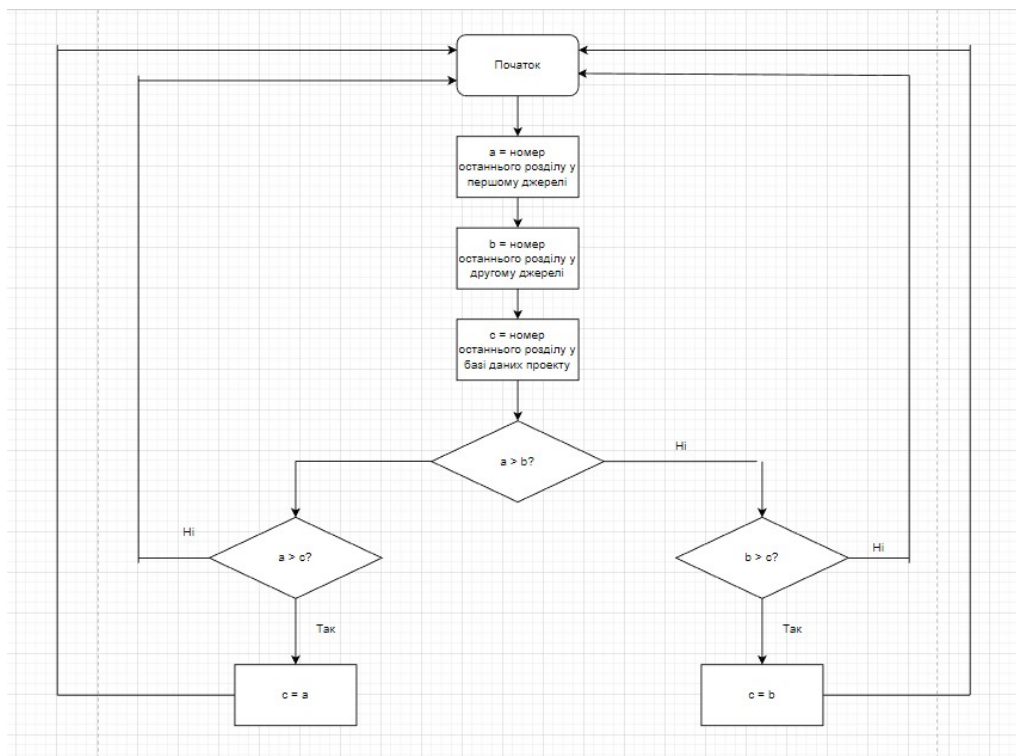 Початок
a = номер
останнього розділу у
першому джерелі
b = номер
останнього розділу у
другому джерелі
c = номер
останнього розділу у
базі даних проекту
a > b?
Ні
a > c?
Ні
b > c?
Ні
Так
Так
c = a
c = b